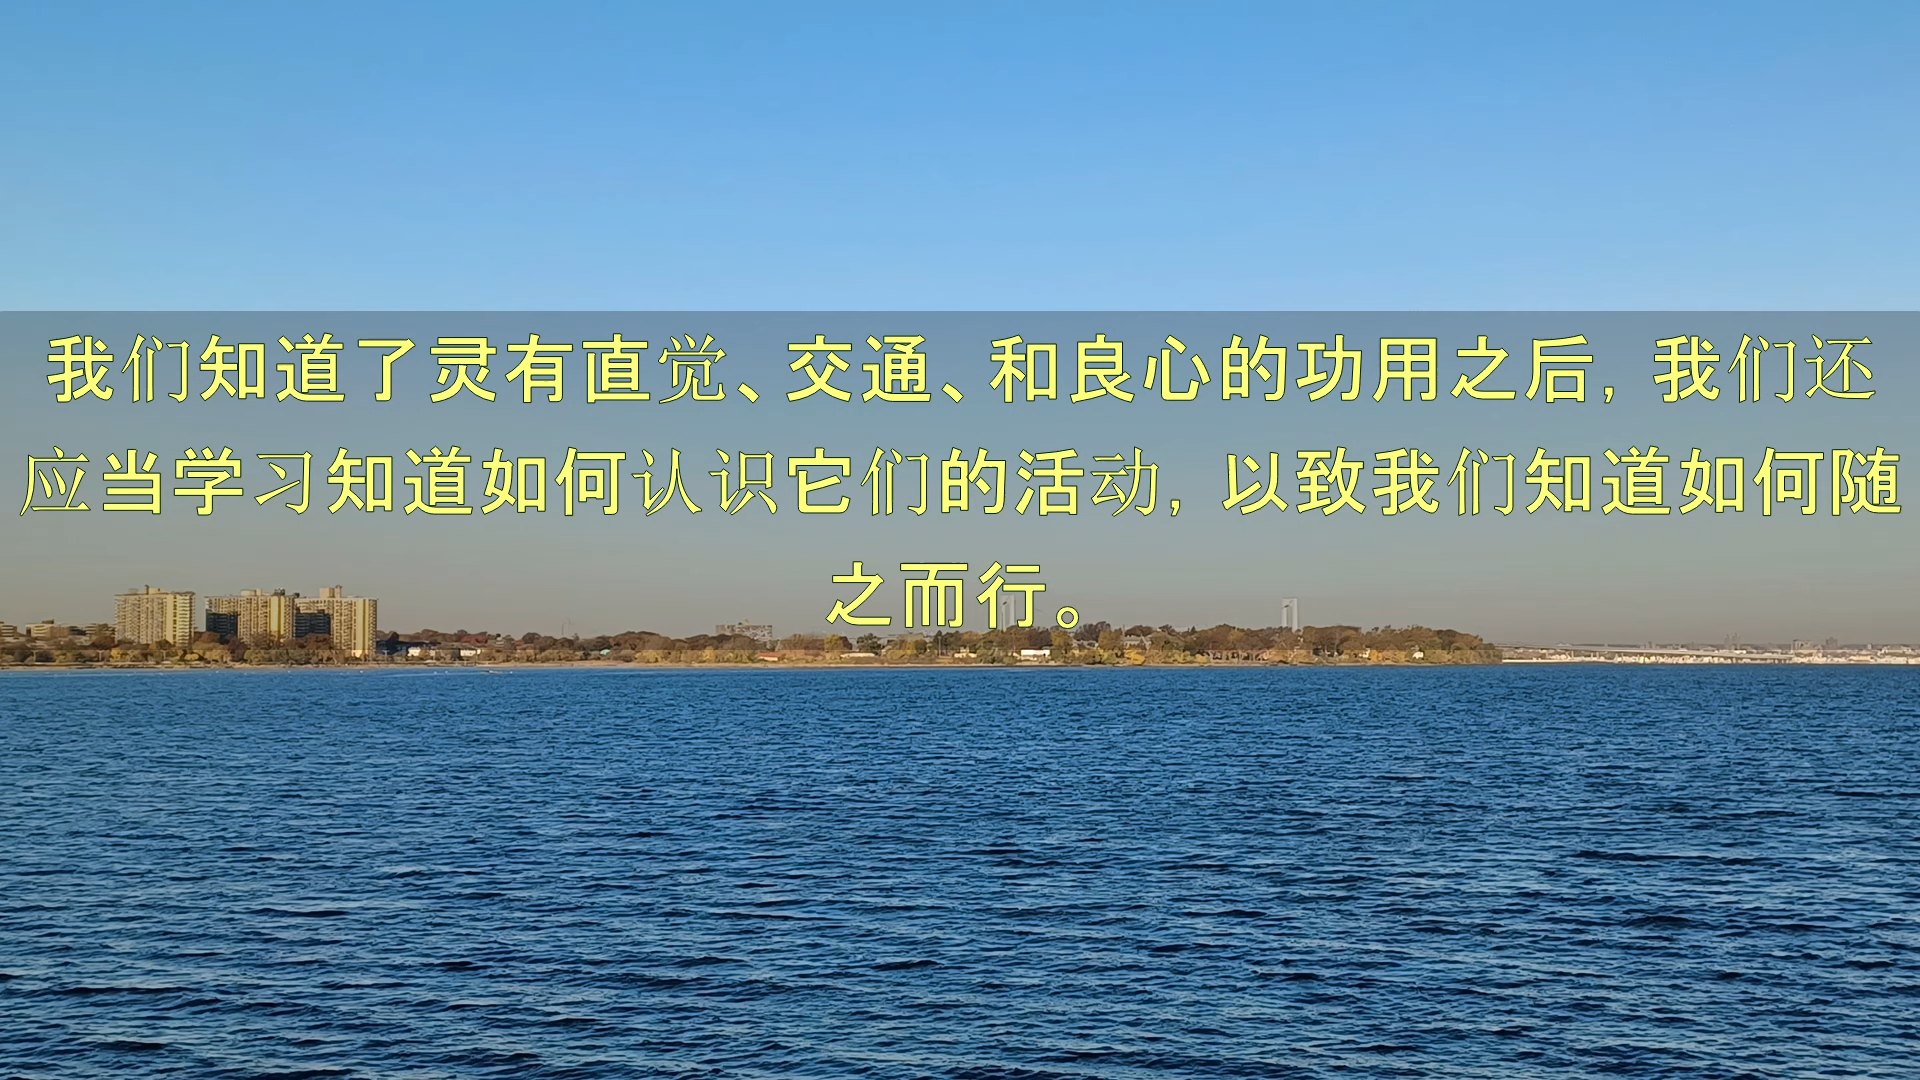 我们知道了灵有直觉、交通、和良心的功用之后, 我们还
应当学习知道如何认识它们的活动, 以致我们知道如何随
之而行。